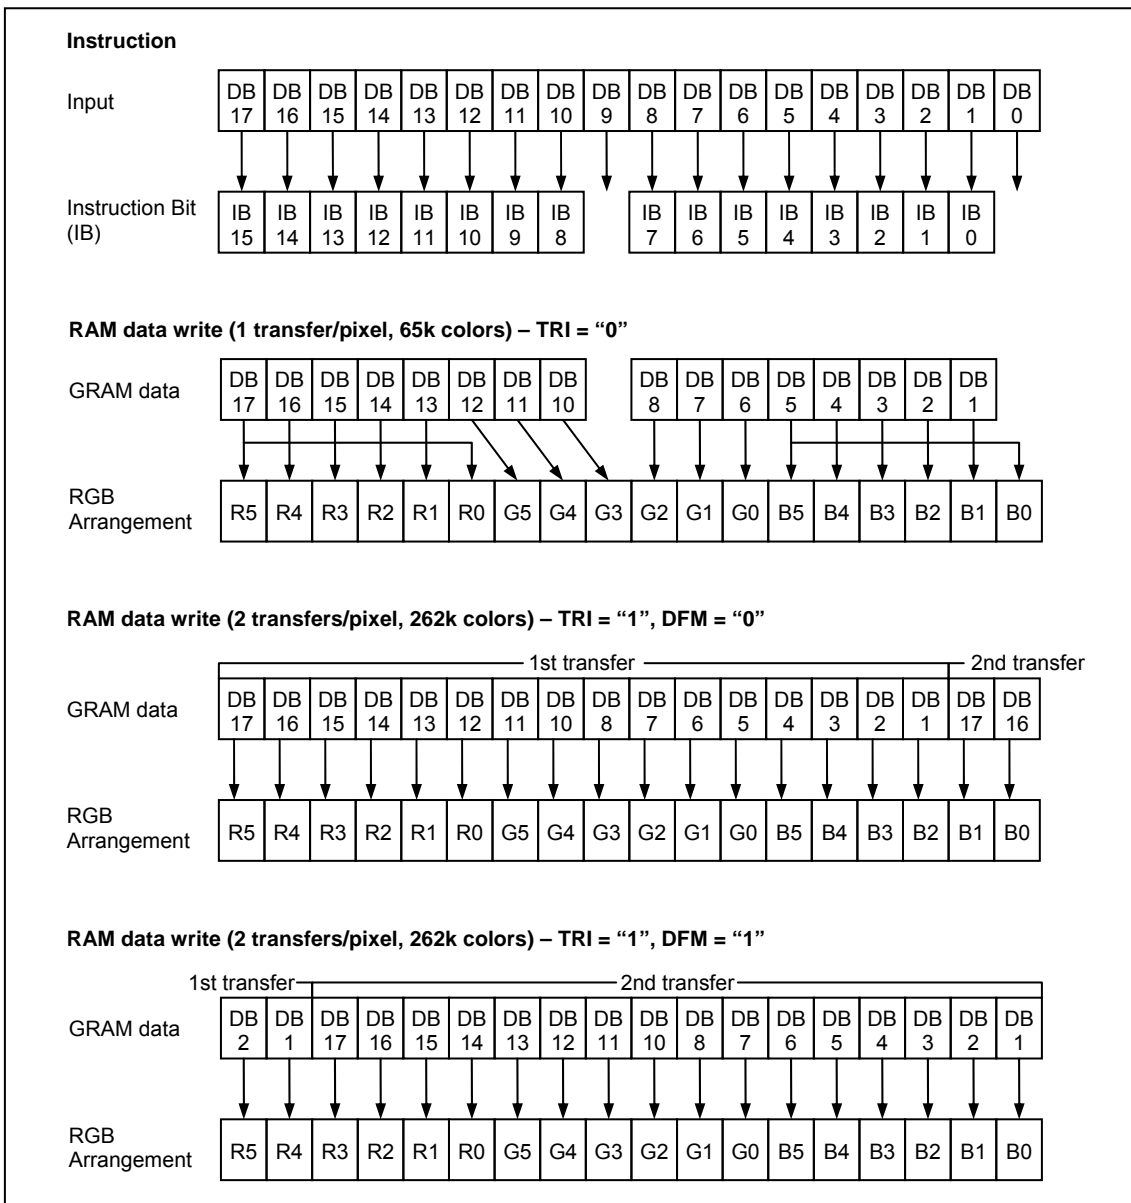 Instruction
Input DB 17 DB 16 DB 15 DB 14 DB 13 DB 12 DB 11 DB 10 DB 9 DB 8 DB 7 DB 6 DB 5 DB 4 DB 3 DB 2 DB 1 DB 0
Instruction Bit (IB) IB 15 IB 14 IB 13 IB 12 IB 11 IB 10 IB 9 IB 8 IB 7 IB 6 IB 5 IB 4 IB 3 IB 2 IB 1 IB 0
RAM data write (1 transfer/pixel, 65k colors) – TRI = “0”
GRAM data DB 17 DB 16 DB 15 DB 14 DB 13 DB 12 DB 11 DB 10 DB 8 DB 7 DB 6 DB 5 DB 4 DB 3 DB 2 DB 1
RGB Arrangement R5 R4 R3 R2 R1 R0 G5 G4 G3 G2 G1 G0 B5 B4 B3 B2 B1 B0
RAM data write (2 transfers/pixel, 262k colors) – TRI = “1”, DFM = “0”
1st transfer 2nd transfer
GRAM data DB 17 DB 16 DB 15 DB 14 DB 13 DB 12 DB 11 DB 10 DB 8 DB 7 DB 6 DB 5 DB 4 DB 3 DB 2 DB 1 DB 17 DB 16
RGB Arrangement R5 R4 R3 R2 R1 R0 G5 G4 G3 G2 G1 G0 B5 B4 B3 B2 B1 B0
RAM data write (2 transfers/pixel, 262k colors) – TRI = “1”, DFM = “1”
1st transfer 2nd transfer
GRAM data DB 2 DB 1 DB 17 DB 16 DB 15 DB 14 DB 13 DB 12 DB 11 DB 10 DB 8 DB 7 DB 6 DB 5 DB 4 DB 3 DB 2 DB 1
RGB Arrangement R5 R4 R3 R2 R1 R0 G5 G4 G3 G2 G1 G0 B5 B4 B3 B2 B1 B0